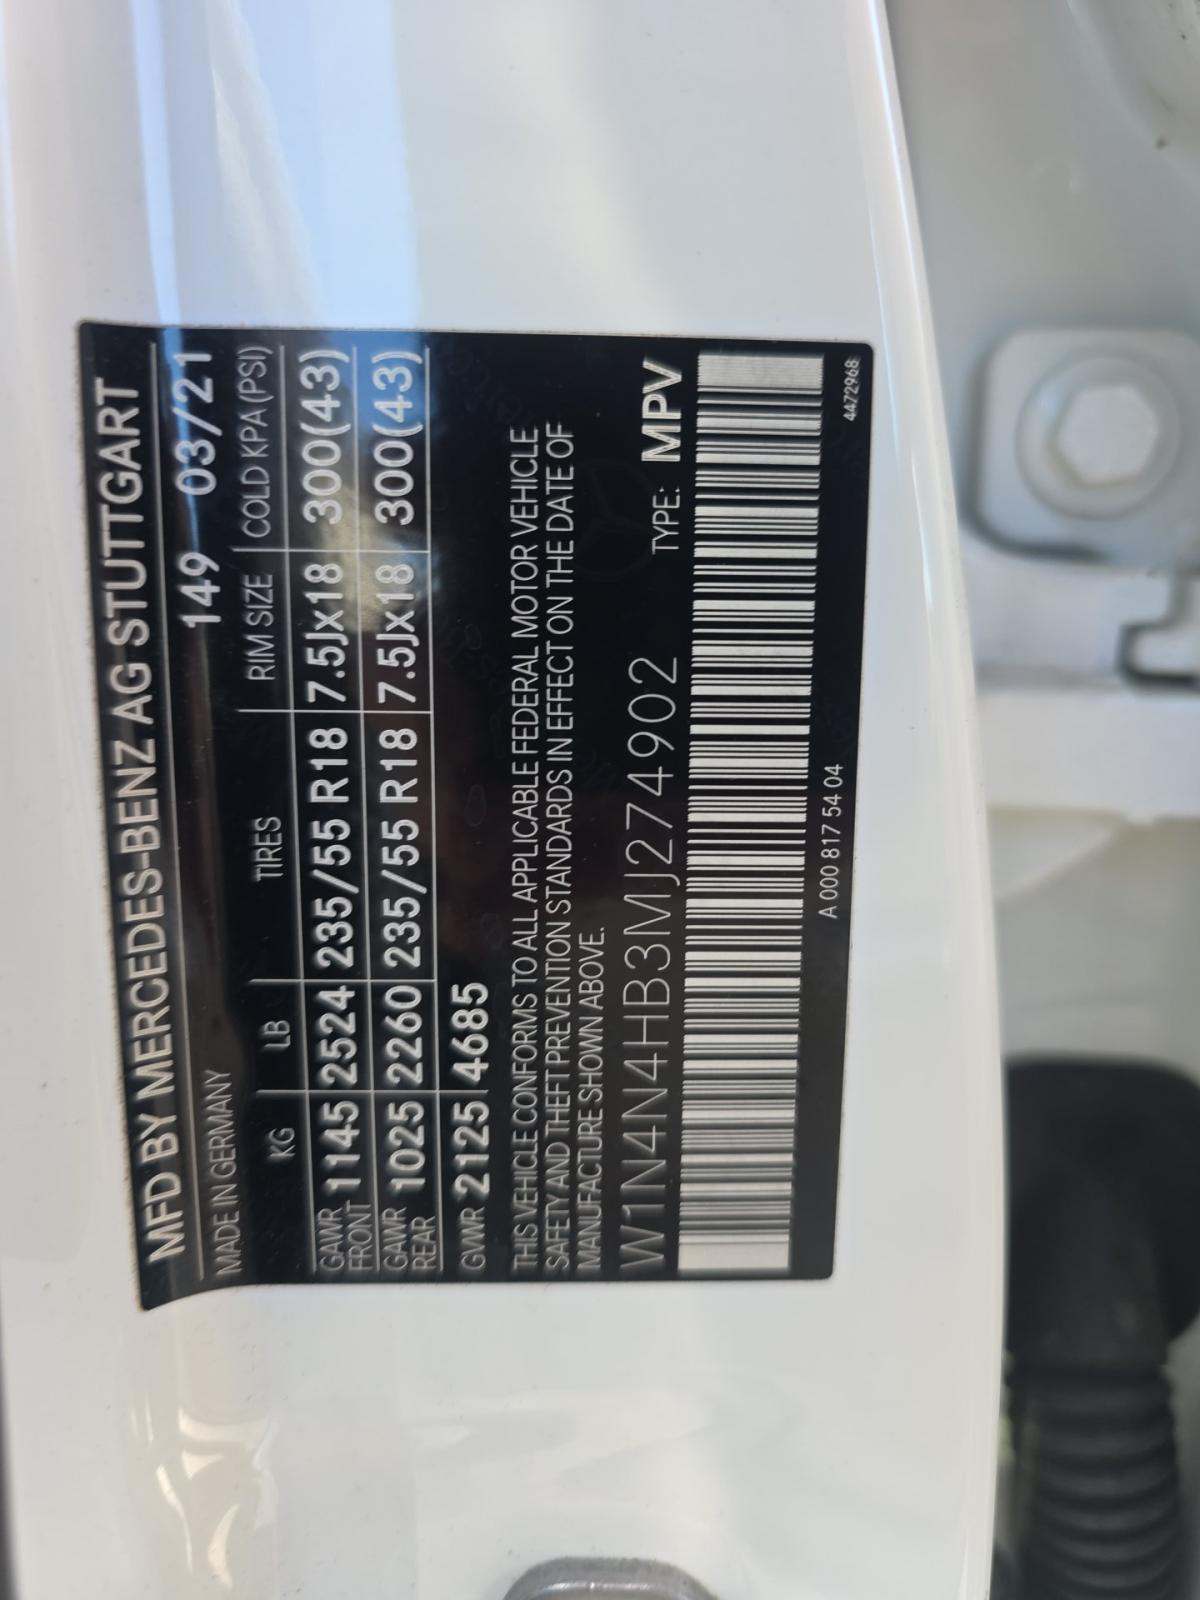 MFD BY MERCEDES-BENZ AG STUTTGART
MADE IN GERMANY 149 03/21
KG LB TIRES RIM SIZE COLD KPA (PSI)
GAWR FRONT 1145 2524 235/55 R18 7.5Jx18 300(43)
GAWR REAR 1025 2260 235/55 R18 7.5Jx18 300(43)
GVWR 2125 4685
THIS VEHICLE CONFORMS TO ALL APPLICABLE FEDERAL MOTOR VEHICLE
SAFETY AND THEFT PREVENTION STANDARDS IN EFFECT ON THE DATE OF
MANUFACTURE SHOWN ABOVE.
W1N4N4HB3MJ274902 TYPE: MPV
A 000 817 54 04 4472968